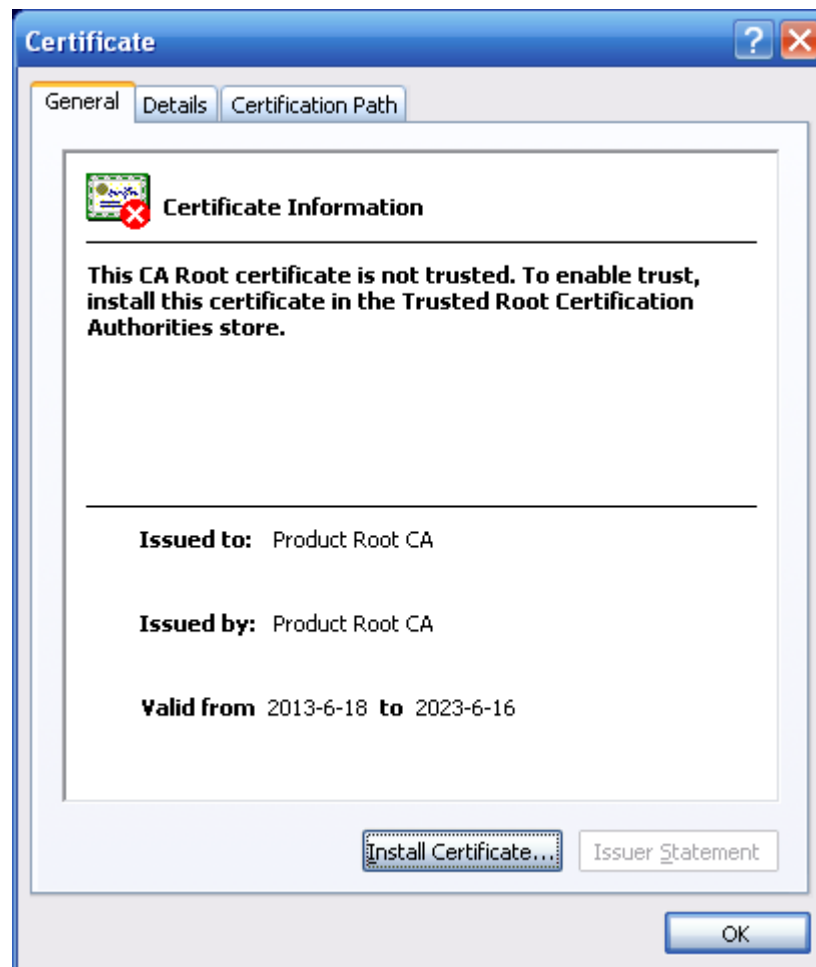 Certificate
General Details Certification Path
Certificate Information
This CA Root certificate is not trusted. To enable trust,
install this certificate in the Trusted Root Certification
Authorities store.
Issued to: Product Root CA
Issued by: Product Root CA
Valid from 2013-6-18 to 2023-6-16
Install Certificate... Issuer Statement
OK